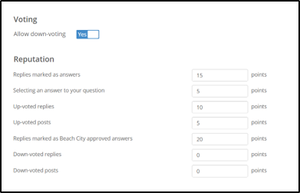 Voting
Allow down-voting Yes
Reputation
Replies marked as answers 15 points
Selecting an answer to your question 5 points
Up-voted replies 10 points
Up-voted posts 5 points
Replies marked as Beach City approved answers 20 points
Down-voted replies 0 points
Down-voted posts 0 points